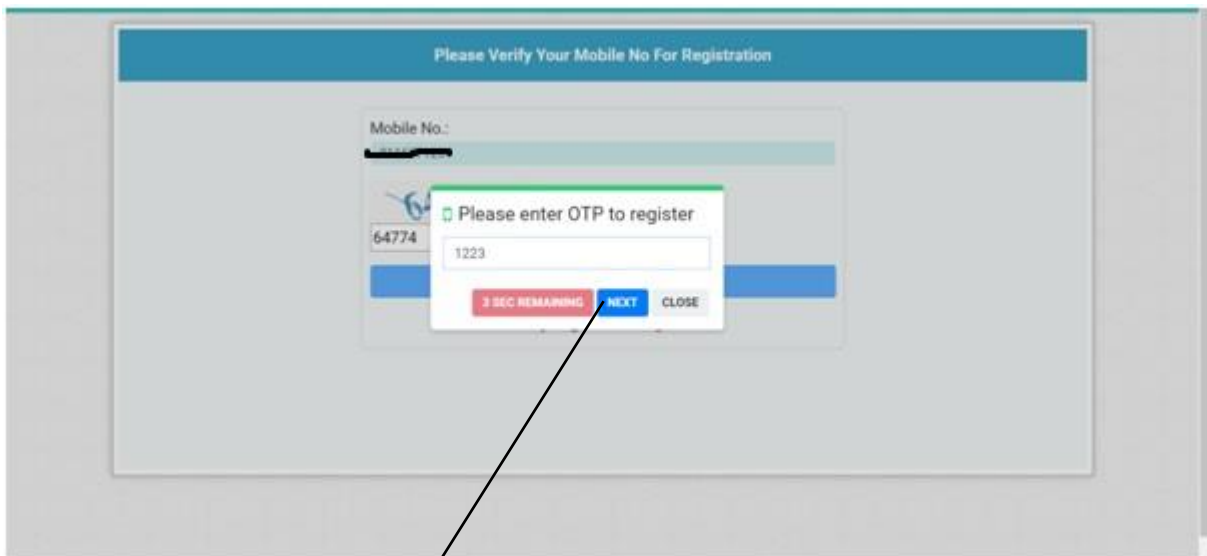 Please Verify Your Mobile No For Registration
Mobile No.:
Please enter OTP to register
64774
1223
3 SEC REMAINING NEXT CLOSE